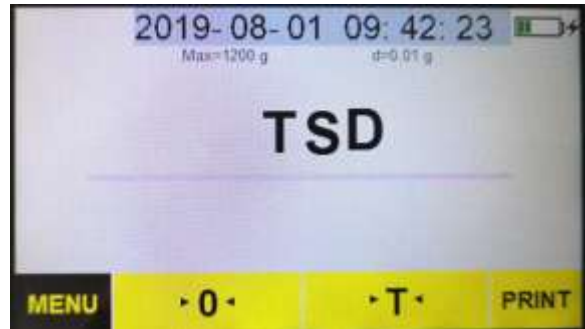 2019-08-01 09:42:23
Max=1200 g d=0.01 g
TSD
MENU ▸0◂ ▸T◂ PRINT